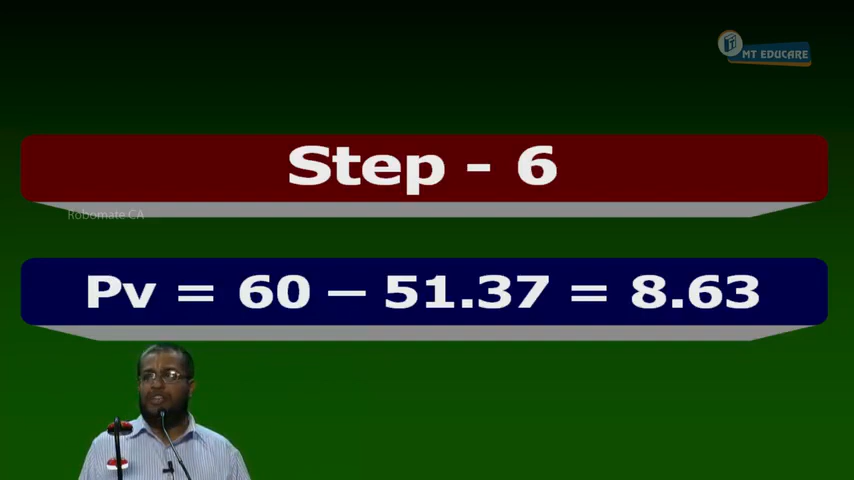 MT EDUCARE
Step - 6
Robomate CA
Pv = 60 – 51.37 = 8.63